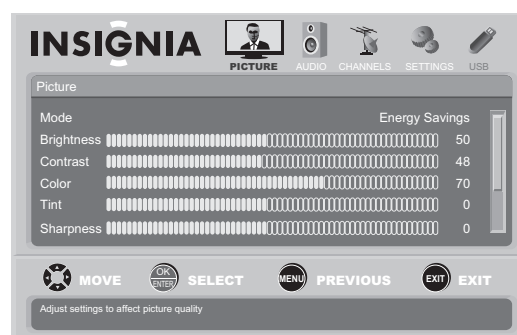 INSIGNIA
PICTURE AUDIO CHANNELS SETTINGS USB
Picture
Mode Energy Savings
Brightness 50
Contrast 48
Color 70
Tint 0
Sharpness 0
MOVE OK ENTER SELECT MENU PREVIOUS EXIT EXIT
Adjust settings to affect picture quality